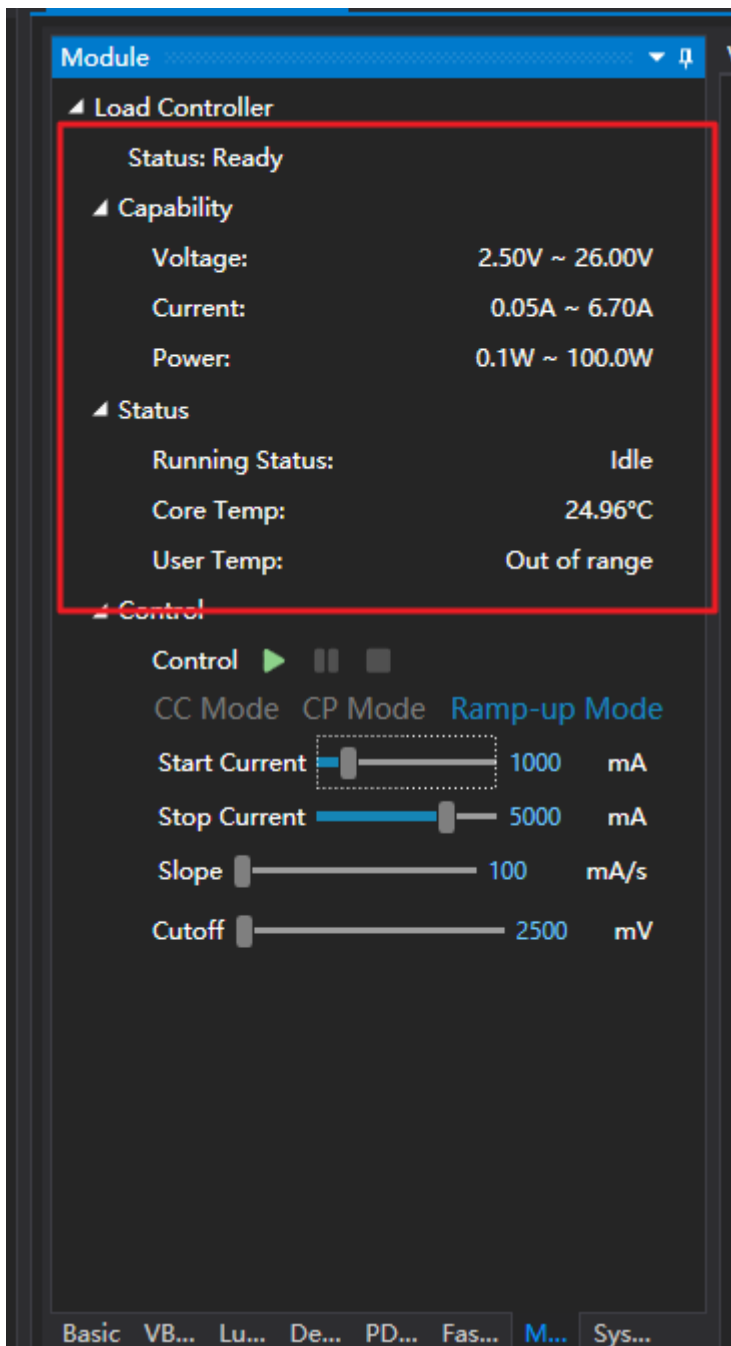 Module
Load Controller
Status: Ready
Capability
Voltage: 2.50V ~ 26.00V
Current: 0.05A ~ 6.70A
Power: 0.1W ~ 100.0W
Status
Running Status: Idle
Core Temp: 24.96°C
User Temp: Out of range
Control
Control
CC Mode CP Mode Ramp-up Mode
Start Current 1000 mA
Stop Current 5000 mA
Slope 100 mA/s
Cutoff 2500 mV
Basic VB... Lu... De... PD... Fas... M... Sys...